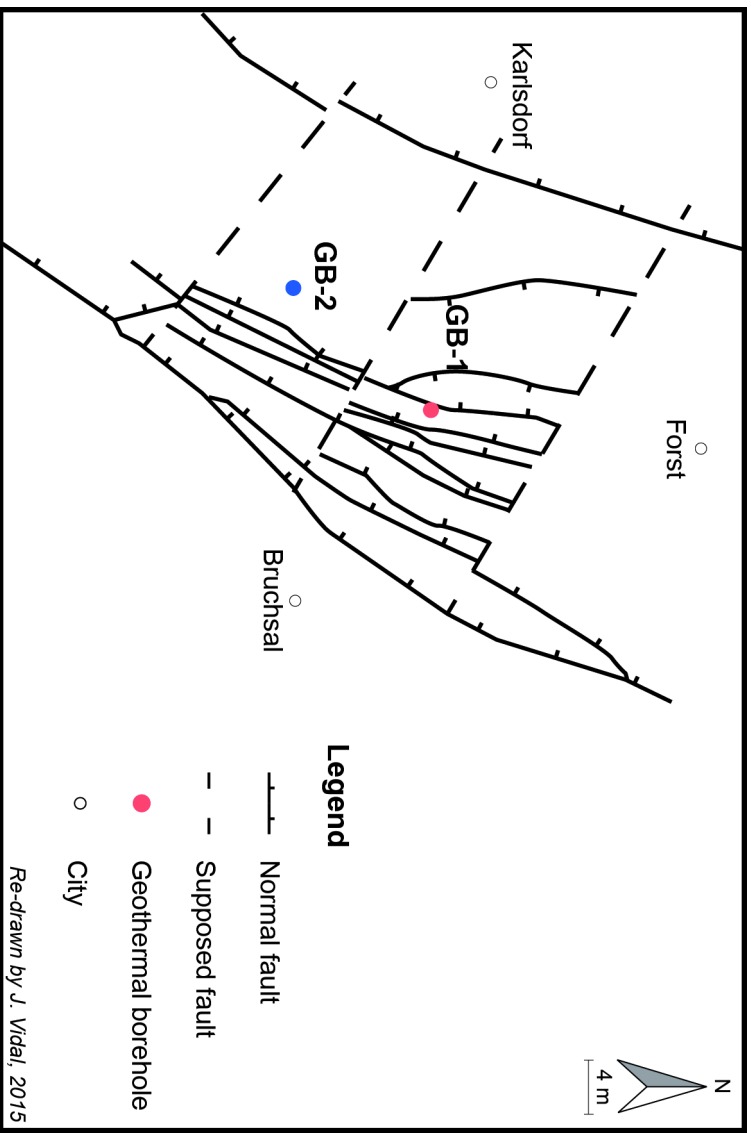 Karlsdorf
Forst
GB-1
GB-2
Bruchsal
N
4 m
Legend
Normal fault
Supposed fault
Geothermal borehole
City
Re-drawn by J. Vidal, 2015